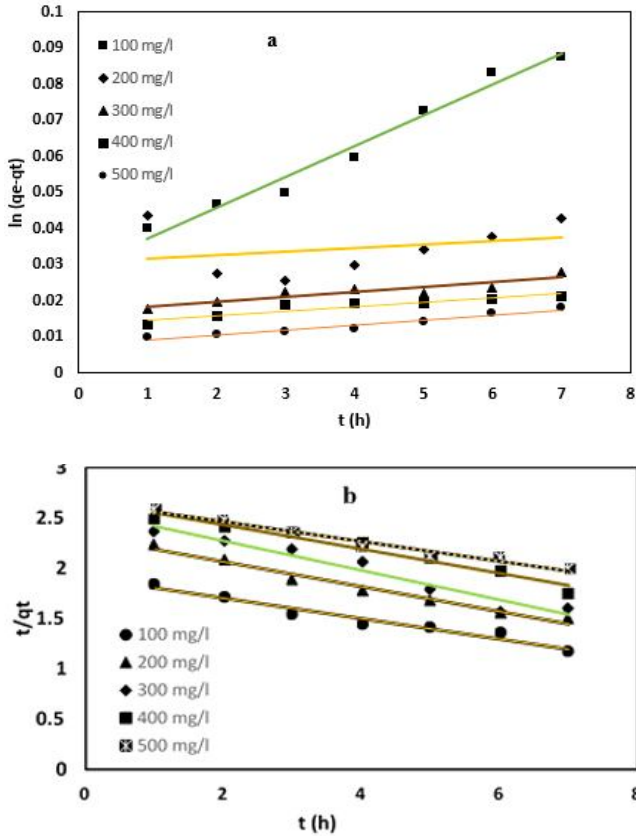 0.1
0.09
0.08
0.07
0.06
0.05
0.04
0.03
0.02
0.01
0
ln (qe-qt)
a
100 mg/l
200 mg/l
300 mg/l
400 mg/l
500 mg/l
0 1 2 3 4 5 6 7 8
t (h)
3
2.5
2
1.5
1
0.5
0
t/qt
b
100 mg/l
200 mg/l
300 mg/l
400 mg/l
500 mg/l
0 2 4 6 8
t (h)